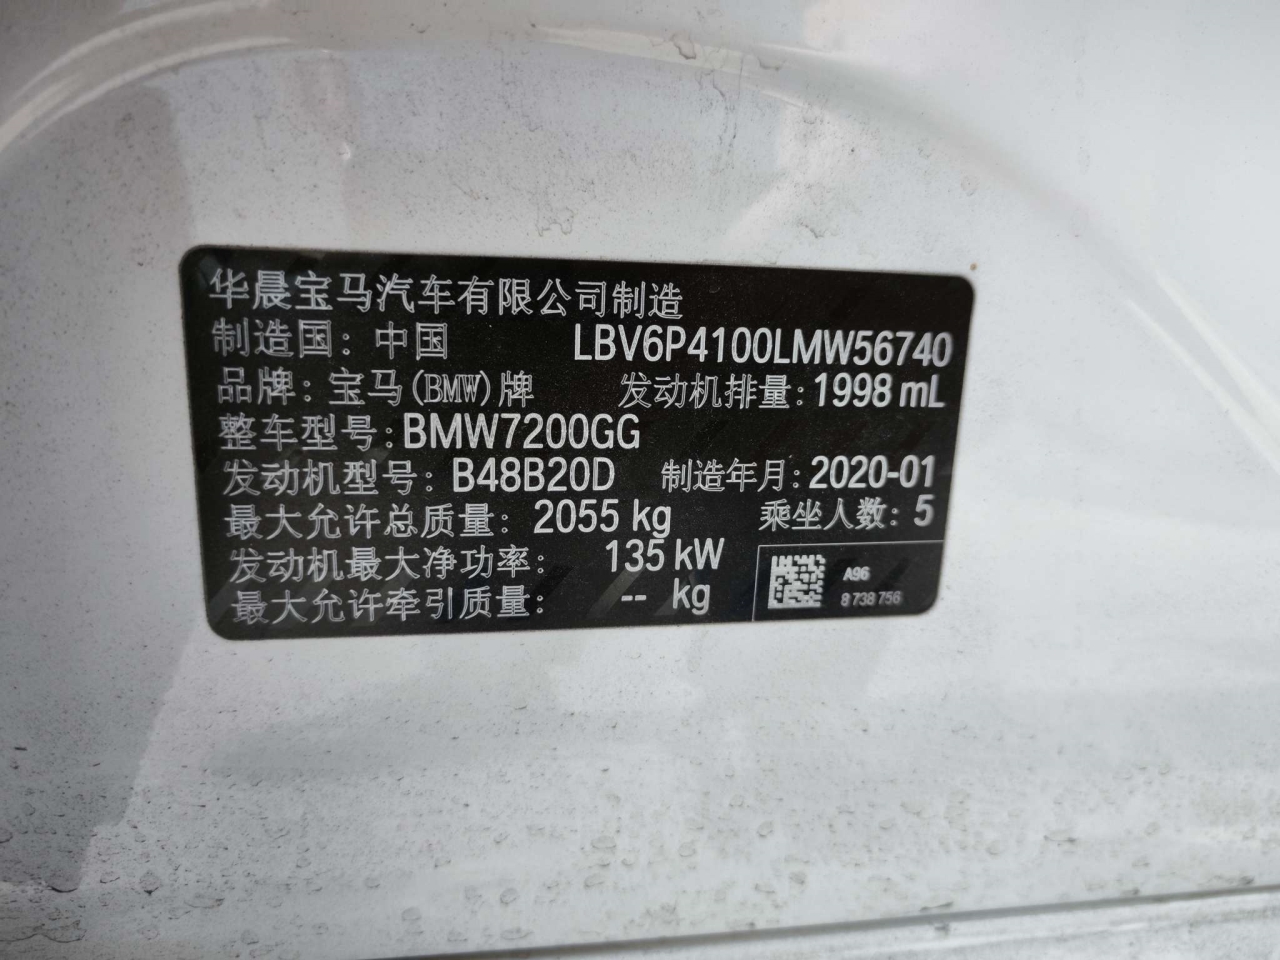 华晨宝马汽车有限公司制造
制造国：中国 LBV6P4100LMW56740
品牌：宝马(BMW)牌 发动机排量：1998 mL
整车型号：BMW7200GG
发动机型号：B48B20D 制造年月：2020-01
最大允许总质量：2055 kg 乘坐人数：5
发动机最大净功率：135 kW
最大允许牵引质量：-- kg
A96
8 738 756